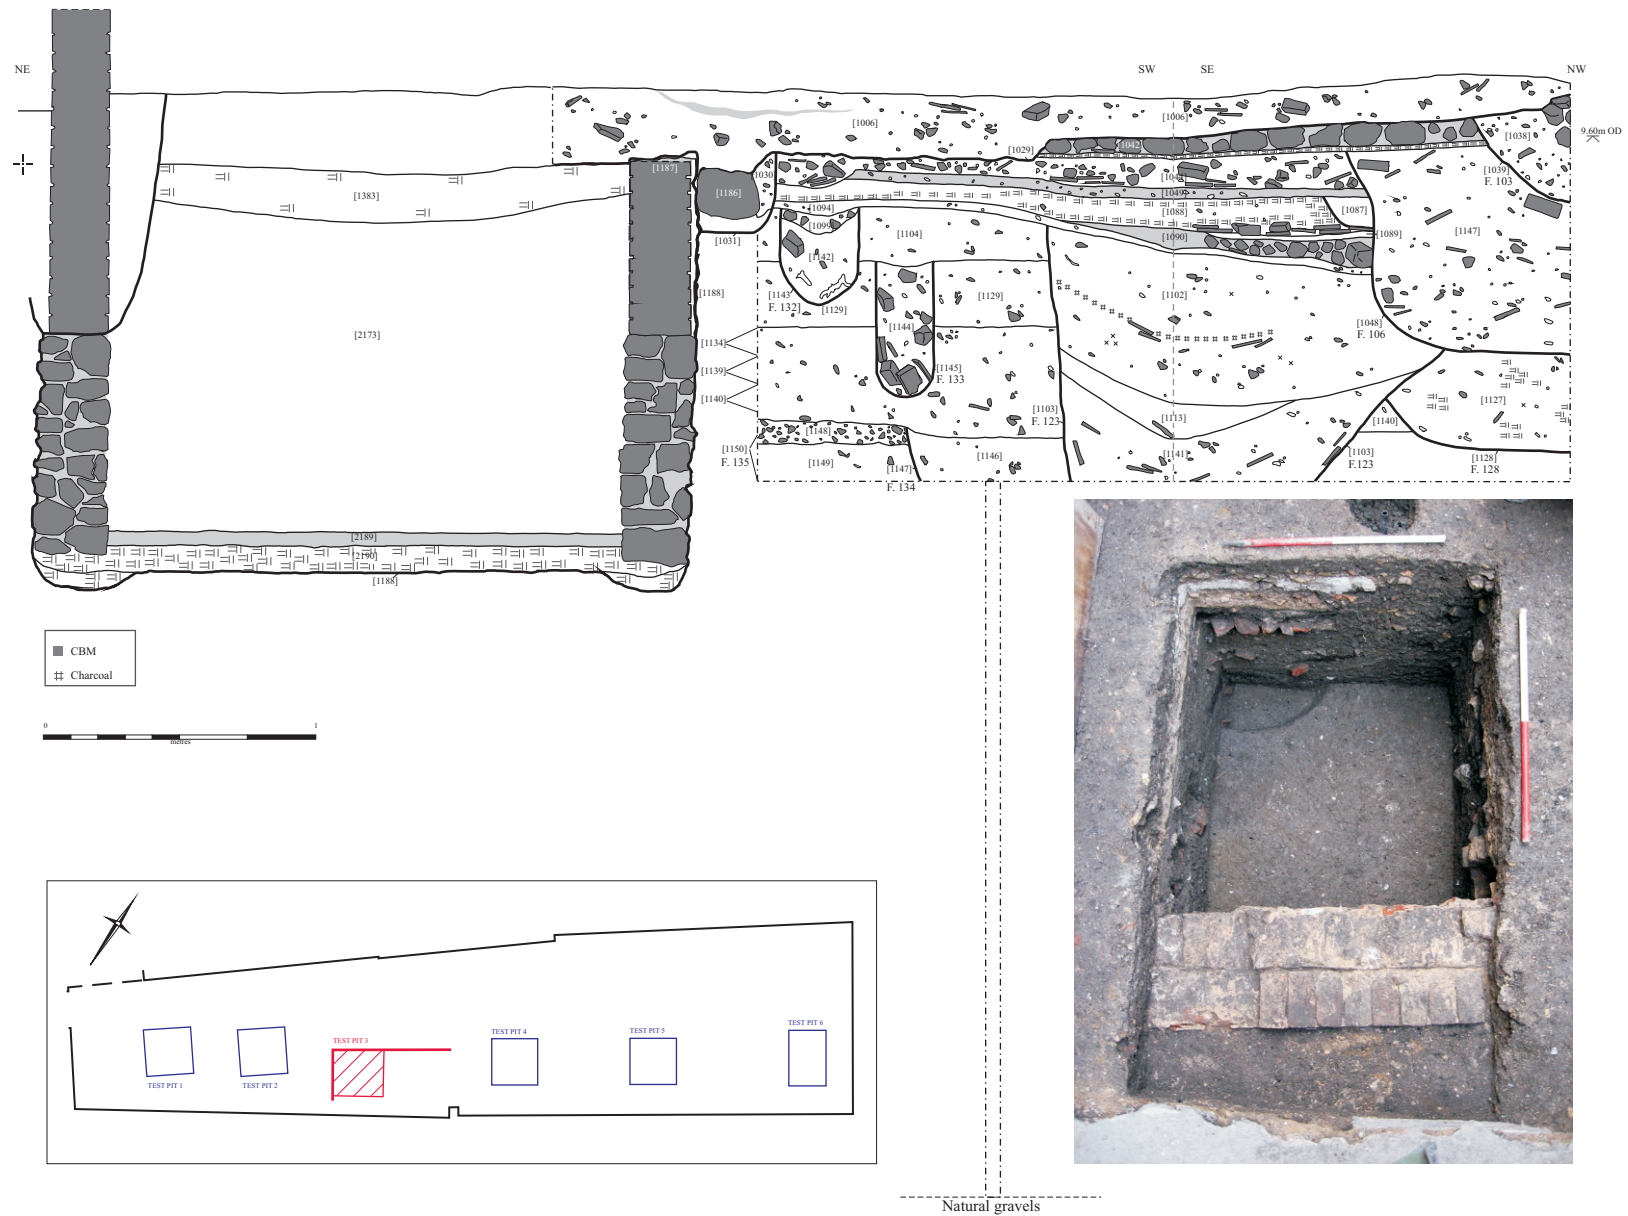 NE
SW
SE
NW
[1006]
[1006]
9.60m OD
[1038]
[1042]
[1029]
[1187]
[1030]
[1039]
F. 103
[1186]
[1383]
[1049]
[1094]
[1088]
[1087]
[1099]
[1104]
[1090]
[1089]
[1147]
[1031]
[1142]
[1188]
[1143]
F. 132]
[1129]
[1129]
[1102]
[1048]
F. 106
[2173]
[1134]
[1144]
[1139]
[1145]
F. 133
[1140]
[1103]
F. 123
[1113]
[1127]
[1140]
[1148]
[1150]
F. 135
[1149]
[1147]
F. 134
[1146]
[1141]
[1103]
F.123
[1128]
F. 128
[2189]
[2190]
[1188]
CBM
Charcoal
0
1
metres
TEST PIT 1
TEST PIT 2
TEST PIT 3
TEST PIT 4
TEST PIT 5
TEST PIT 6
Natural gravels